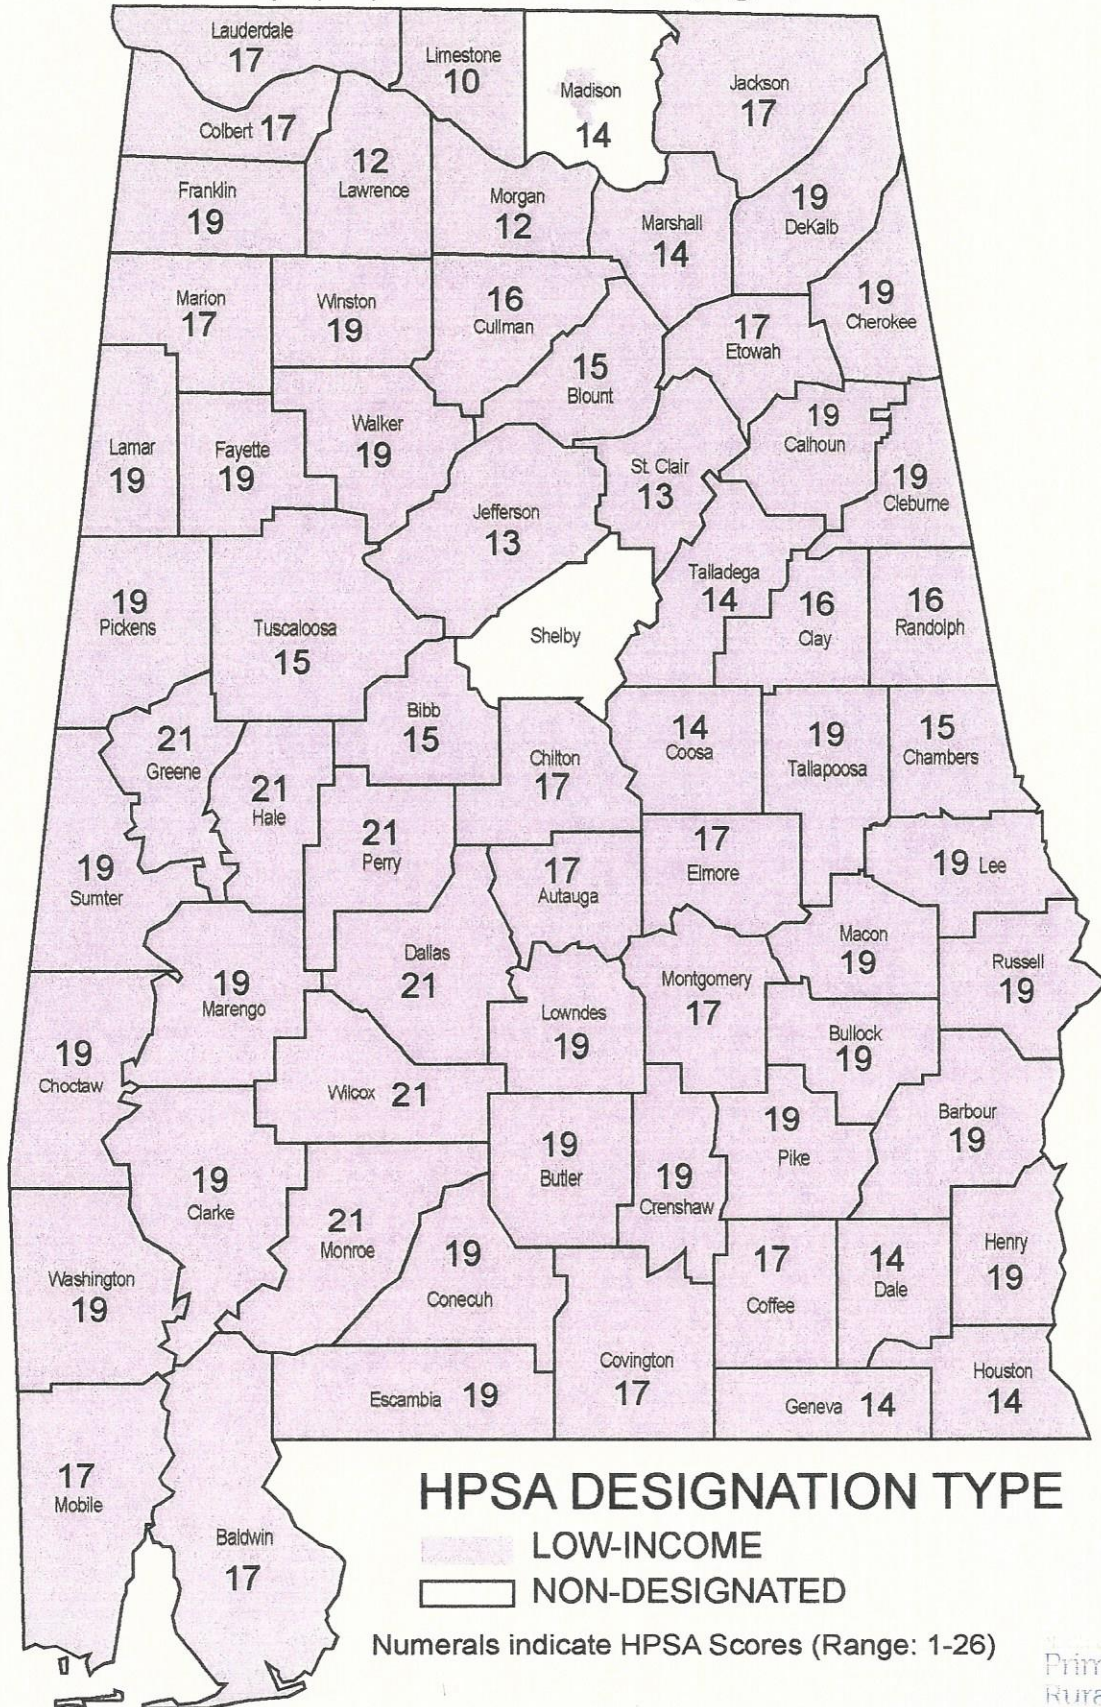 Lauderdale
17
Limestone
10
Madison
14
Jackson
17
Colbert 17
12
Lawrence
Franklin
19
Morgan
12
Marshall
14
19
DeKalb
Marion
17
Winston
19
16
Cullman
19
Cherokee
17
Etowah
15
Blount
Lamar
19
Fayette
19
Walker
19
St. Clair
13
19
Calhoun
19
Cleburne
Jefferson
13
Talladega
14
19
Pickens
Tuscaloosa
15
Shelby
16
Clay
16
Randolph
21
Greene
21
Hale
Bibb
15
Chilton
17
14
Coosa
19
Tallapoosa
15
Chambers
21
Perry
17
Autauga
17
Elmore
19 Lee
19
Sumter
19
Marengo
Dallas
21
Lowndes
19
Montgomery
17
Macon
19
Russell
19
19
Choctaw
Wilcox 21
Bullock
19
Barbour
19
19
Clarke
21
Monroe
19
Butler
19
Crenshaw
19
Pike
Washington
19
19
Conecuh
17
Coffee
14
Dale
Henry
19
Escambia 19
Covington
17
Geneva 14
Houston
14
17
Mobile
Baldwin
17
HPSA DESIGNATION TYPE
LOW-INCOME
NON-DESIGNATED
Numerals indicate HPSA Scores (Range: 1-26)